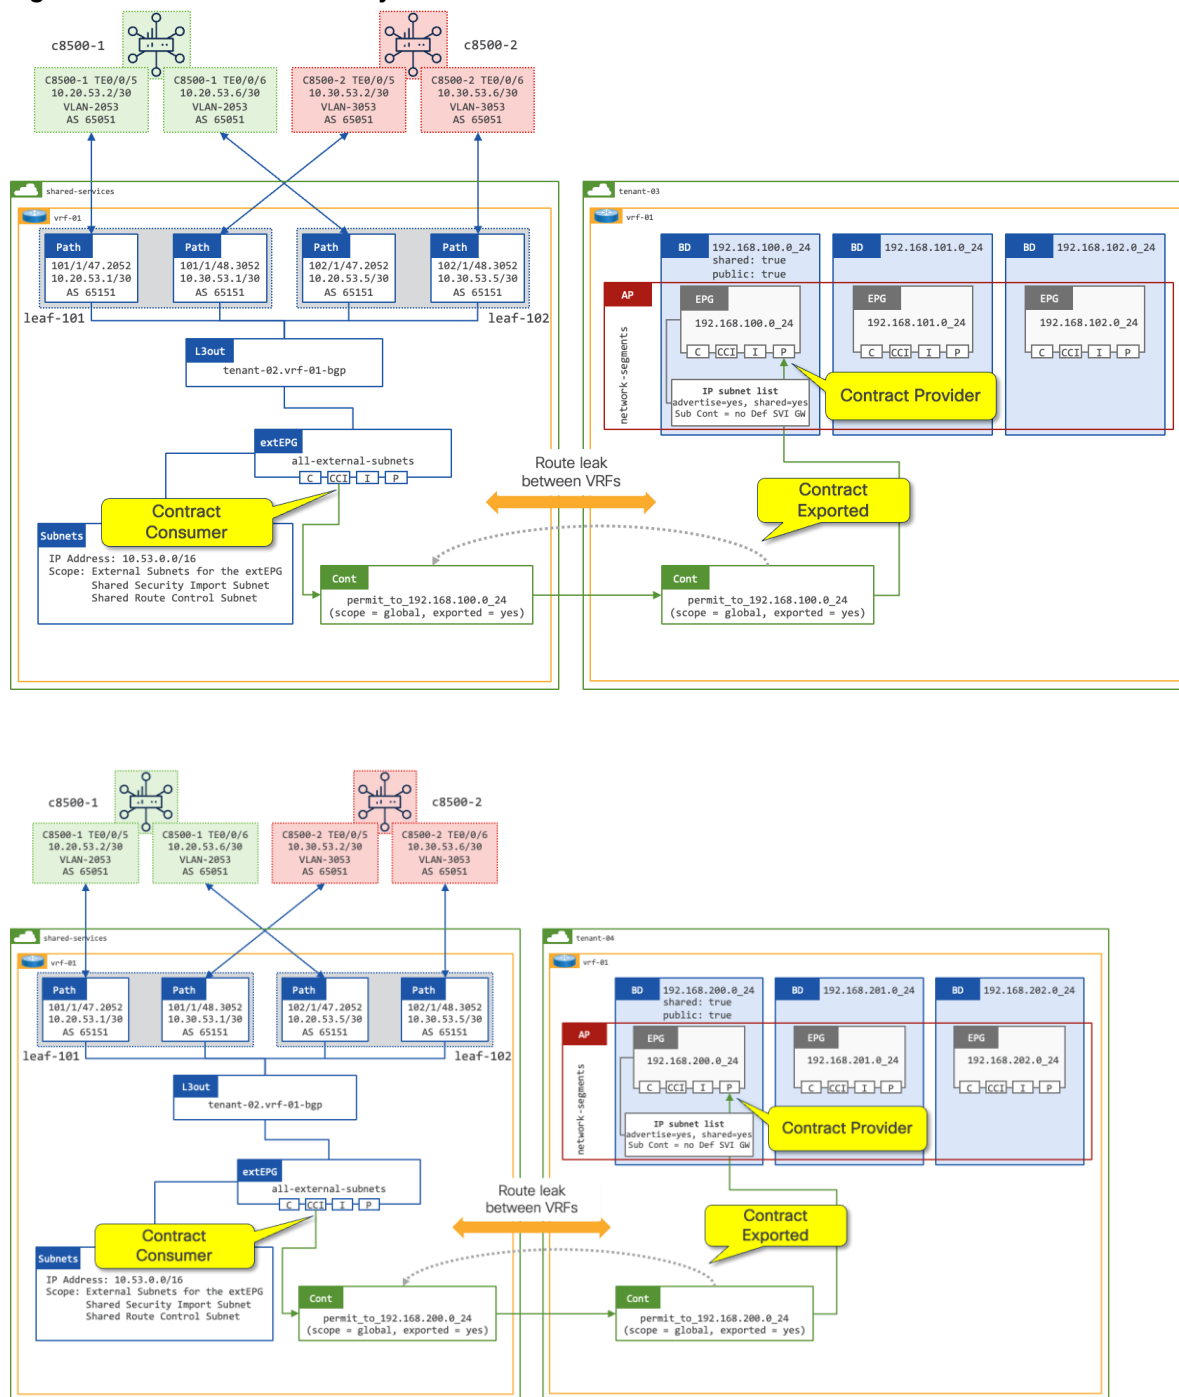 c8500-1
c8500-2
C8500-1 TE0/0/5
10.20.53.2/30
VLAN-2053
AS 65051
C8500-1 TE0/0/6
10.20.53.6/30
VLAN-2053
AS 65051
C8500-2 TE0/0/5
10.30.53.2/30
VLAN-3053
AS 65051
C8500-2 TE0/0/6
10.30.53.6/30
VLAN-3053
AS 65051
shared-services
vrf-01
Path
101/1/47.2052
10.20.53.1/30
AS 65151
Path
101/1/48.3052
10.30.53.1/30
AS 65151
Path
102/1/47.2052
10.20.53.5/30
AS 65151
Path
102/1/48.3052
10.30.53.5/30
AS 65151
leaf-101
leaf-102
L3out
tenant-02.vrf-01-bgp
extEPG
all-external-subnets
C
CCI
I
P
Contract
Consumer
Subnets
IP Address: 10.53.0.0/16
Scope: External Subnets for the extEPG
Shared Security Import Subnet
Shared Route Control Subnet
Cont
permit_to_192.168.100.0_24
(scope = global, exported = yes)
Route leak
between VRFs
tenant-03
vrf-01
BD
192.168.100.0_24
shared: true
public: true
BD
192.168.101.0_24
BD
192.168.102.0_24
AP
network-segments
EPG
192.168.100.0_24
C
CCI
I
P
EPG
192.168.101.0_24
C
CCI
I
P
EPG
192.168.102.0_24
C
CCI
I
P
IP subnet list
advertise=yes, shared=yes
Sub Cont = no Def SVI GW
Contract Provider
Contract
Exported
Cont
permit_to_192.168.100.0_24
(scope = global, exported = yes)
c8500-1
c8500-2
C8500-1 TE0/0/5
10.20.53.2/30
VLAN-2053
AS 65051
C8500-1 TE0/0/6
10.20.53.6/30
VLAN-2053
AS 65051
C8500-2 TE0/0/5
10.30.53.2/30
VLAN-3053
AS 65051
C8500-2 TE0/0/6
10.30.53.6/30
VLAN-3053
AS 65051
shared-services
vrf-01
Path
101/1/47.2052
10.20.53.1/30
AS 65151
Path
101/1/48.3052
10.30.53.1/30
AS 65151
Path
102/1/47.2052
10.20.53.5/30
AS 65151
Path
102/1/48.3052
10.30.53.5/30
AS 65151
leaf-101
leaf-102
L3out
tenant-02.vrf-01-bgp
extEPG
all-external-subnets
C
CCI
I
P
Contract
Consumer
Subnets
IP Address: 10.53.0.0/16
Scope: External Subnets for the extEPG
Shared Security Import Subnet
Shared Route Control Subnet
Cont
permit_to_192.168.200.0_24
(scope = global, exported = yes)
Route leak
between VRFs
tenant-04
vrf-01
BD
192.168.200.0_24
shared: true
public: true
BD
192.168.201.0_24
BD
192.168.202.0_24
AP
network-segments
EPG
192.168.200.0_24
C
CCI
I
P
EPG
192.168.201.0_24
C
CCI
I
P
EPG
192.168.202.0_24
C
CCI
I
P
IP subnet list
advertise=yes, shared=yes
Sub Cont = no Def SVI GW
Contract Provider
Contract
Exported
Cont
permit_to_192.168.200.0_24
(scope = global, exported = yes)